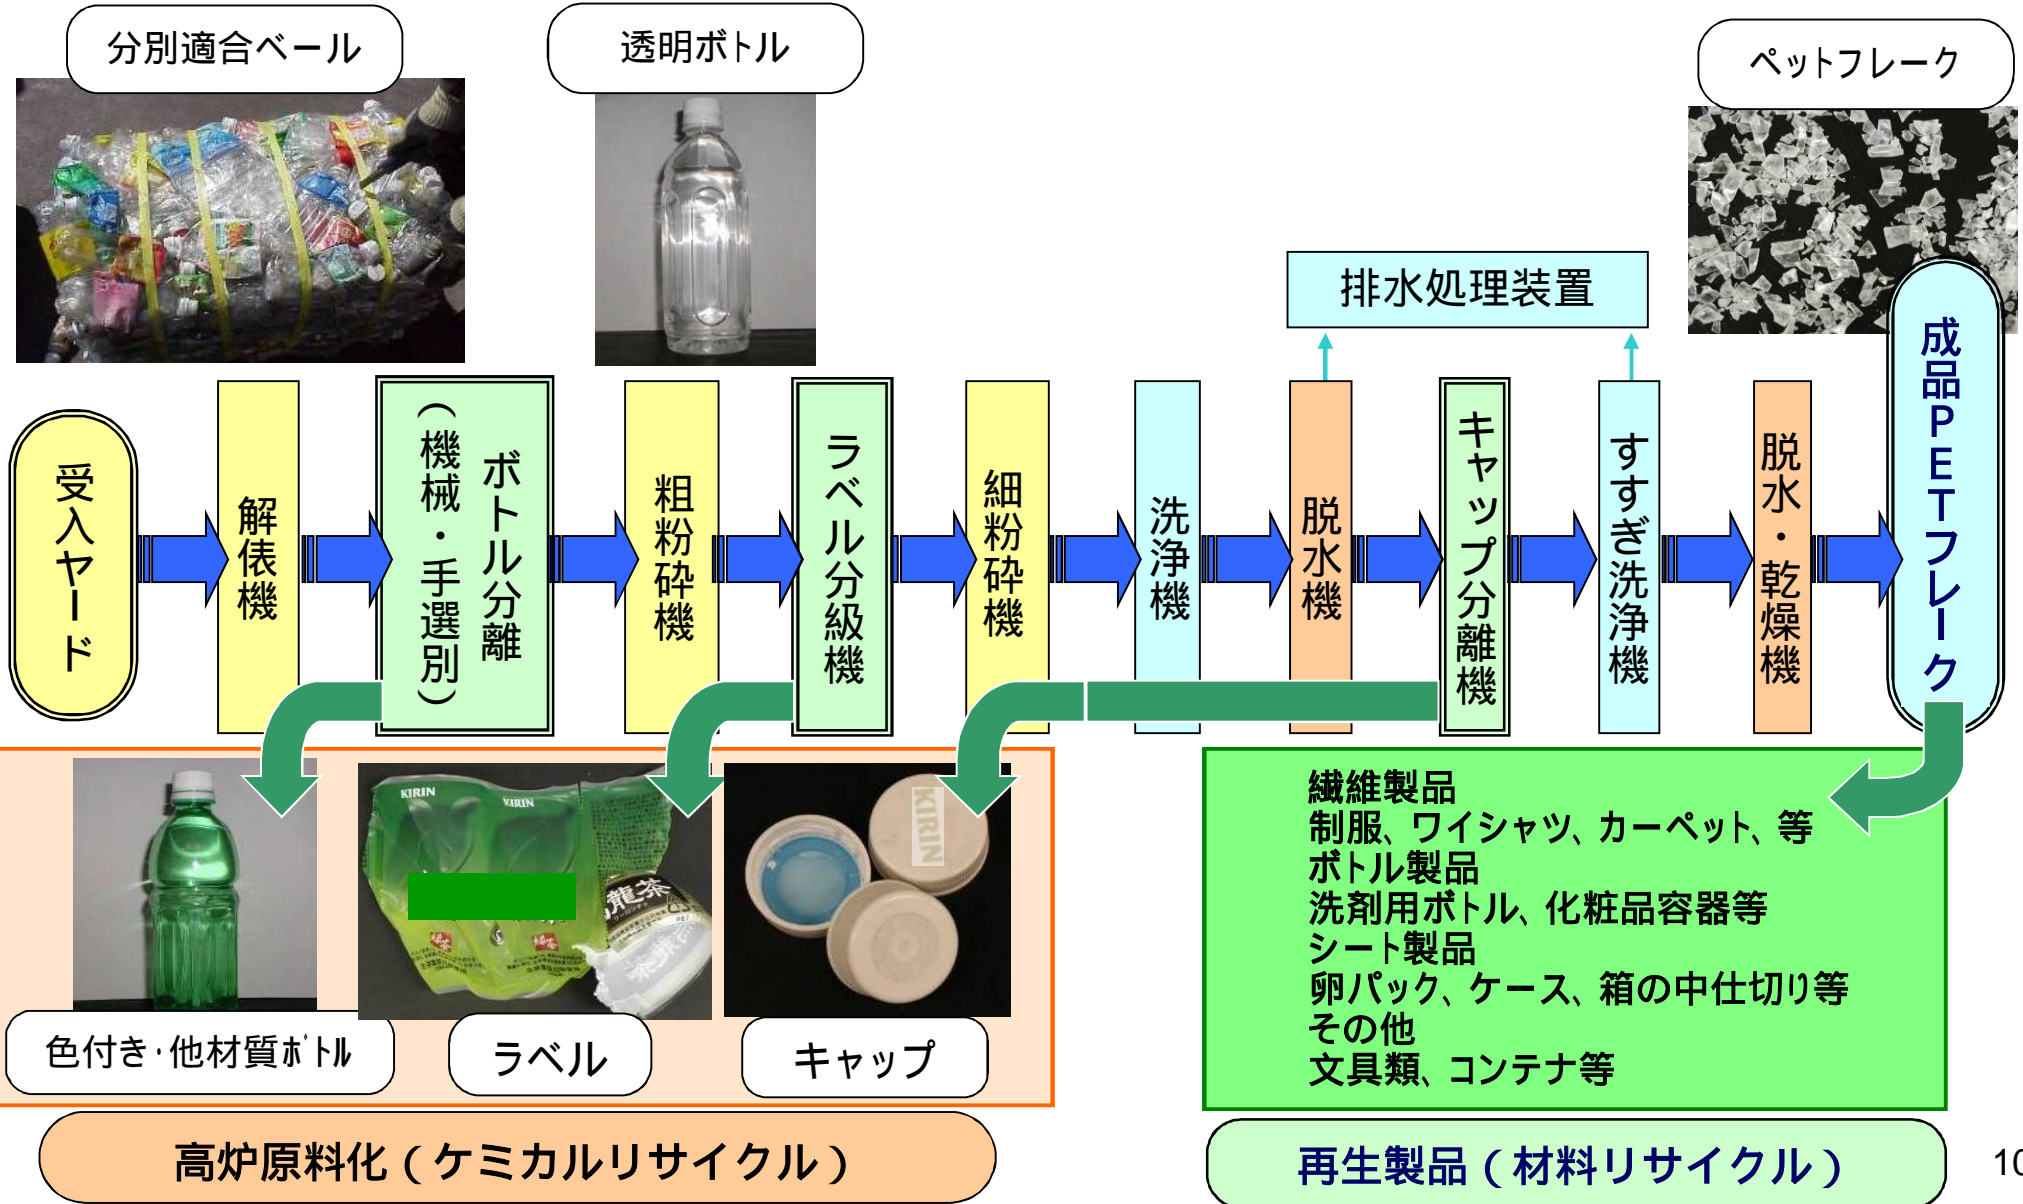 分別適合ベール
透明ボトル
ペットフレーク
排水処理装置
受入ヤード
解俵機
ボトル分離
（機械・手選別）
粗粉砕機
ラベル分級機
細粉砕機
洗浄機
脱水機
キャップ分離機
すすぎ洗浄機
脱水・乾燥機
成品PETフレーク
KIRIN
KIRIN
緑茶
緑茶
龍茶
KIRIN
色付き・他材質ボトル
ラベル
キャップ
繊維製品
制服、ワイシャツ、カーペット、等
ボトル製品
洗剤用ボトル、化粧品容器等
シート製品
卵パック、ケース、箱の中仕切り等
その他
文具類、コンテナ等
高炉原料化（ケミカルリサイクル）
再生製品（材料リサイクル）
10